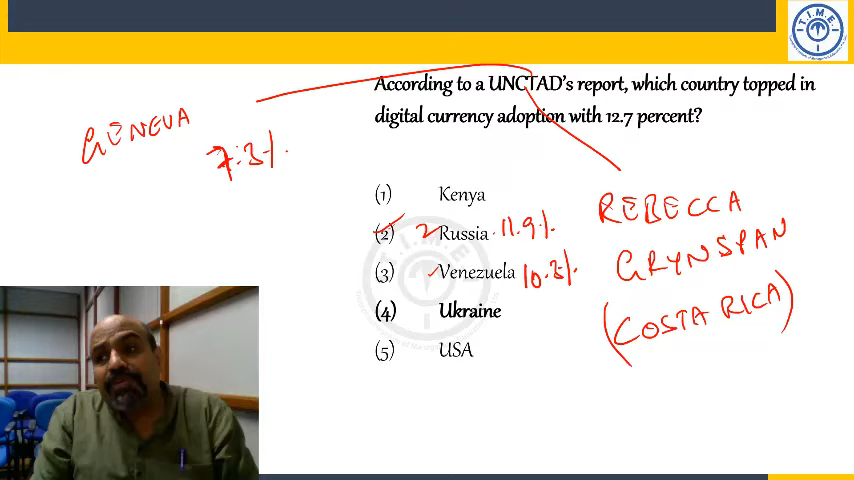 T.I.M.E.
According to a UNCTAD's report, which country topped in
digital currency adoption with 12.7 percent?
GENEVA
7.3%.
(1) Kenya
(2) 2 Russia . 11.9%.
(3) Venezuela 10.3%.
(4) Ukraine
(5) USA
REBECCA
GRYNSPAN
(COSTA RICA)